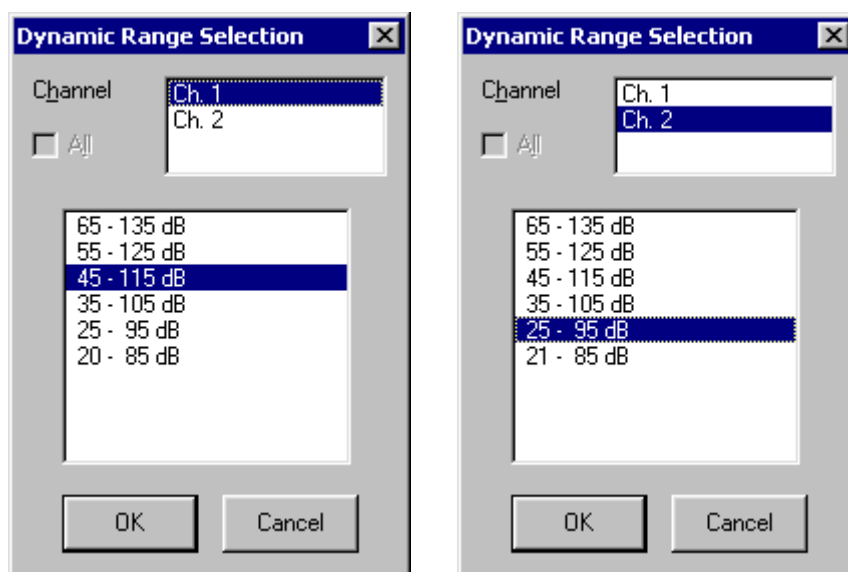 Dynamic Range Selection
Channel
Ch. 1
Ch. 2
All
65 - 135 dB
55 - 125 dB
45 - 115 dB
35 - 105 dB
25 -  95 dB
20 -  85 dB
OK
Cancel
Dynamic Range Selection
Channel
Ch. 1
Ch. 2
All
65 - 135 dB
55 - 125 dB
45 - 115 dB
35 - 105 dB
25 -  95 dB
21 -  85 dB
OK
Cancel